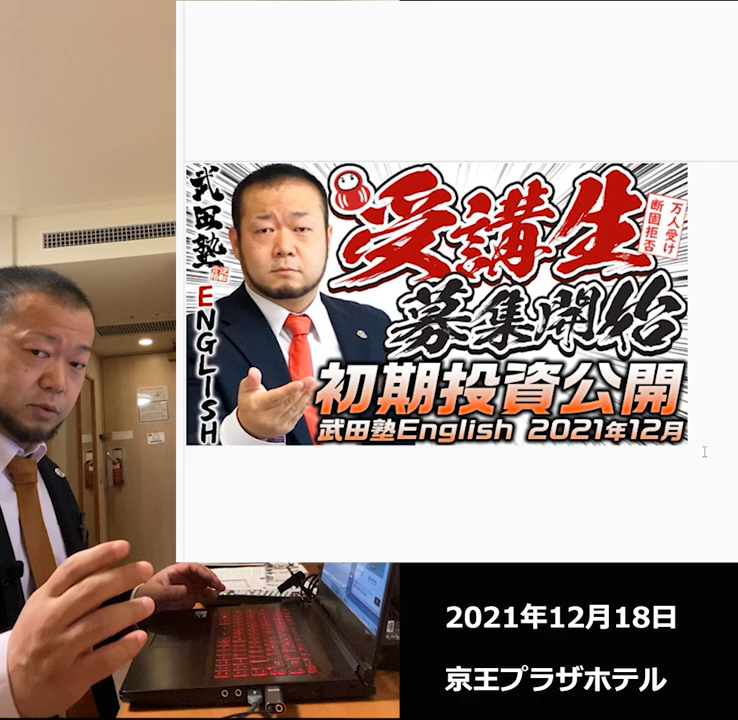 武田塾
ENGLISH
受講生
万人受け
断固拒否
募集開始
初期投資公開
武田塾English 2021年12月
2021年12月18日
京王プラザホテル